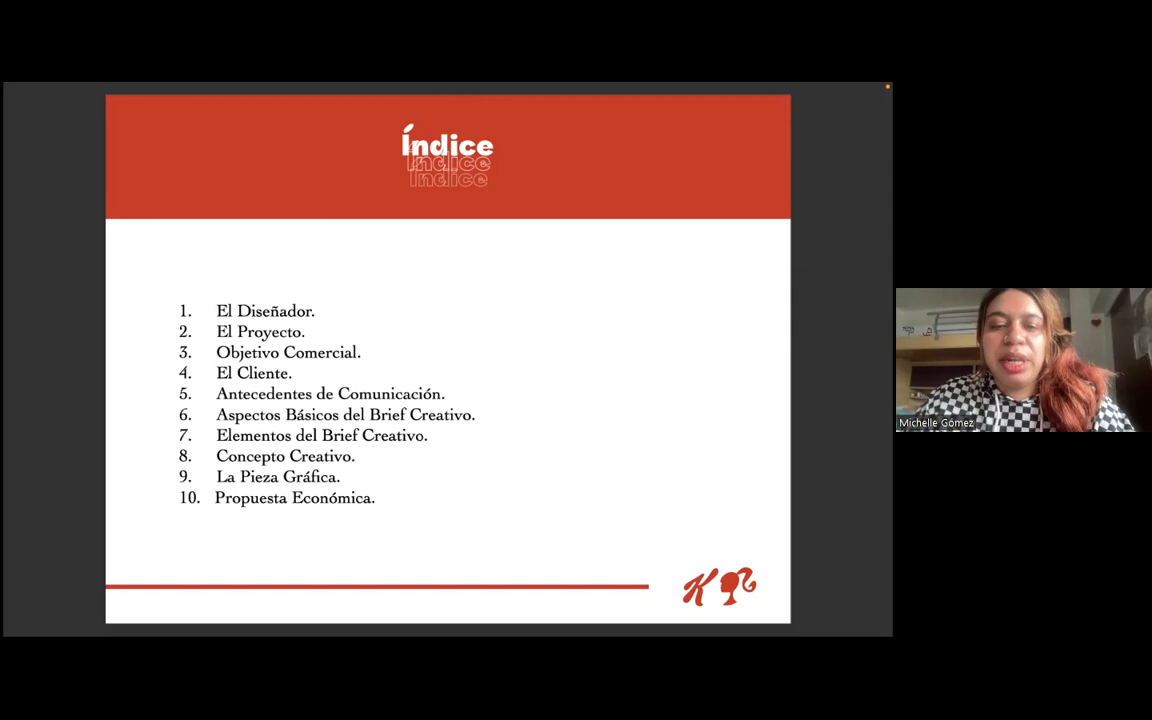 Índice
Índice
Índice
1. El Diseñador.
2. El Proyecto.
3. Objetivo Comercial.
4. El Cliente.
5. Antecedentes de Comunicación.
6. Aspectos Básicos del Brief Creativo.
7. Elementos del Brief Creativo.
8. Concepto Creativo.
9. La Pieza Gráfica.
10. Propuesta Económica.
K
Michelle Gómez